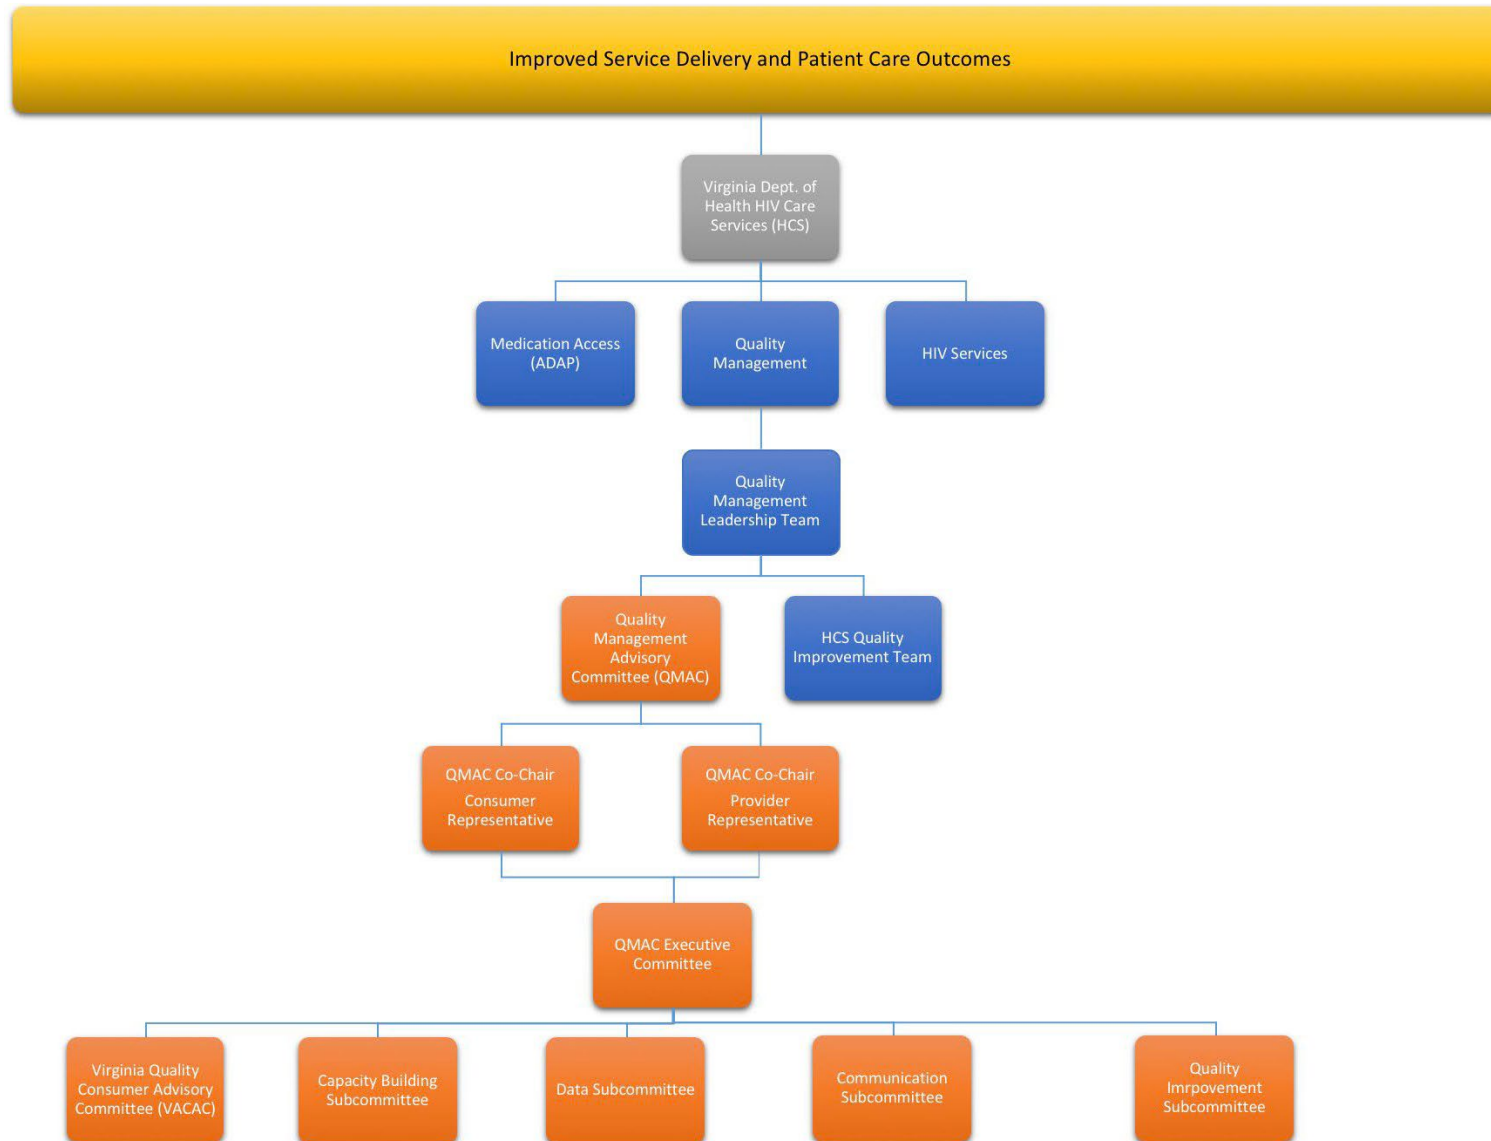 Improved Service Delivery and Patient Care Outcomes
Virginia Dept. of
Health HIV Care
Services (HCS)
Medication Access
(ADAP)
Quality
Management
HIV Services
Quality
Management
Leadership Team
Quality
Management
Advisory
Committee (QMAC)
HCS Quality
Improvement Team
QMAC Co-Chair
Consumer
Representative
QMAC Co-Chair
Provider
Representative
QMAC Executive
Committee
Virginia Quality
Consumer Advisory
Committee (VACAC)
Capacity Building
Subcommittee
Data Subcommittee
Communication
Subcommittee
Quality
Imrpovement
Subcommittee